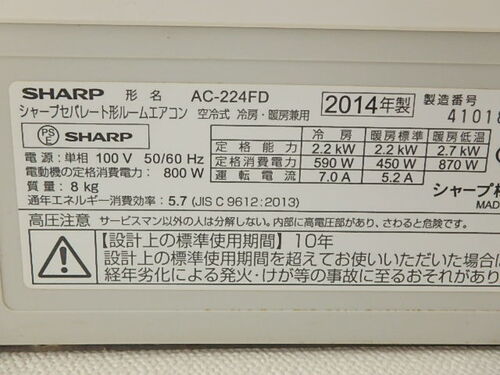 SHARP 形名 AC-224FD 2014年製 製造番号
シャープセパレート形ルームエアコン 空冷式 冷房・暖房兼用 41018
PS E SHARP
冷房 暖房標準 暖房低温
定格能力 2.2 kW 2.2 kW 2.7 kW
電源:単相 100 V 50/60 Hz 定格消費電力 590 W 450 W 870 W
電動機の定格消費電力: 800 W 運転電流 7.0 A 5.2 A
質量: 8 kg シャープ
通年エネルギー消費効率: 5.7 (JIS C 9612:2013) MAD
高圧注意 サービスマン以外の人は分解しない。内部に高電圧部があり、さわると危険です。
【設計上の標準使用期間】10年
設計上の標準使用期間を超えてお使いいただ
経年劣化による発火・けが等の事故に至るおそれがあり